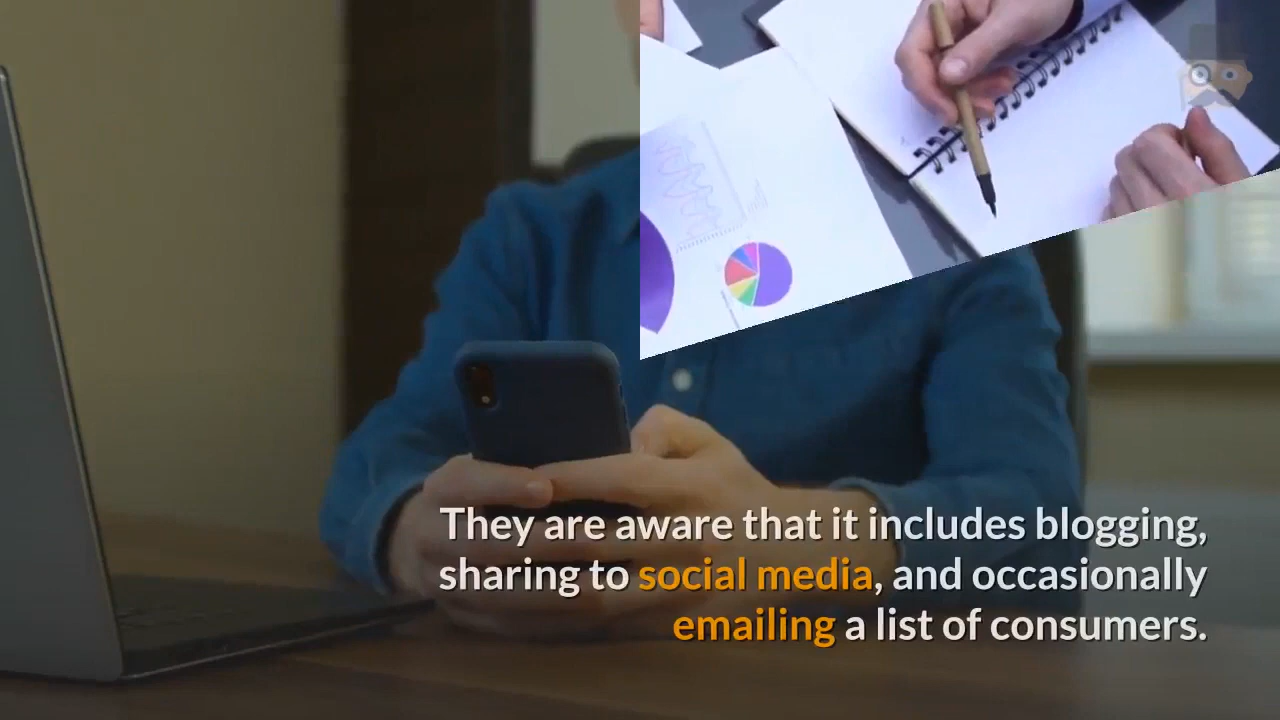 They are aware that it includes blogging,
sharing to social media, and occasionally
emailing a list of consumers.